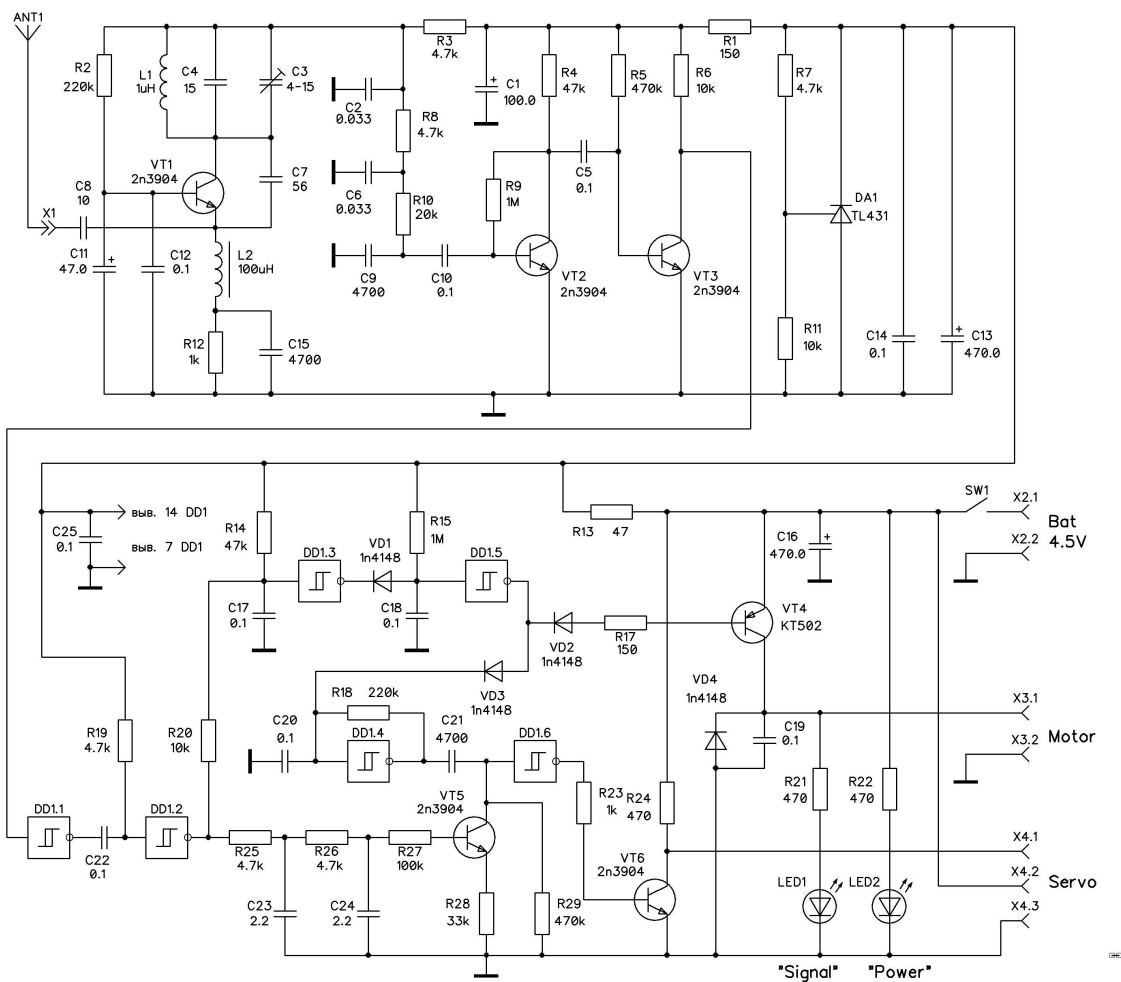 ANT1
R2
220k
L1
1uH
C4
15
C3
4-15
R3
4.7k
C1
100.0
R4
47k
R5
470k
R6
10k
R1
150
R7
4.7k
C2
0.033
R8
4.7k
C6
0.033
R10
20k
R9
1M
C5
0.1
DA1
TL431
VT1
2n3904
C7
56
C8
10
X1
C11
47.0
C12
0.1
L2
100uH
C9
4700
C10
0.1
VT2
2n3904
VT3
2n3904
R12
1k
C15
4700
R11
10k
C14
0.1
C13
470.0
выв. 14 DD1
выв. 7 DD1
C25
0.1
R14
47k
R15
1M
R13 47
SW1
X2.1
Bat
4.5V
X2.2
C16
470.0
DD1.3
VD1
1n4148
DD1.5
C17
0.1
C18
0.1
VD2
1n4148
R17
150
VT4
KT502
VD3
1n4148
VD4
1n4148
R18 220k
C20
0.1
DD1.4
C21
4700
DD1.6
C19
0.1
X3.1
Motor
X3.2
R19
4.7k
R20
10k
R23
1k
R24
470
R21
470
R22
470
DD1.1
C22
0.1
DD1.2
R25
4.7k
R26
4.7k
R27
100k
VT5
2n3904
VT6
2n3904
X4.1
X4.2
Servo
X4.3
C23
2.2
C24
2.2
R28
33k
R29
470k
LED1
LED2
"Signal"
"Power"